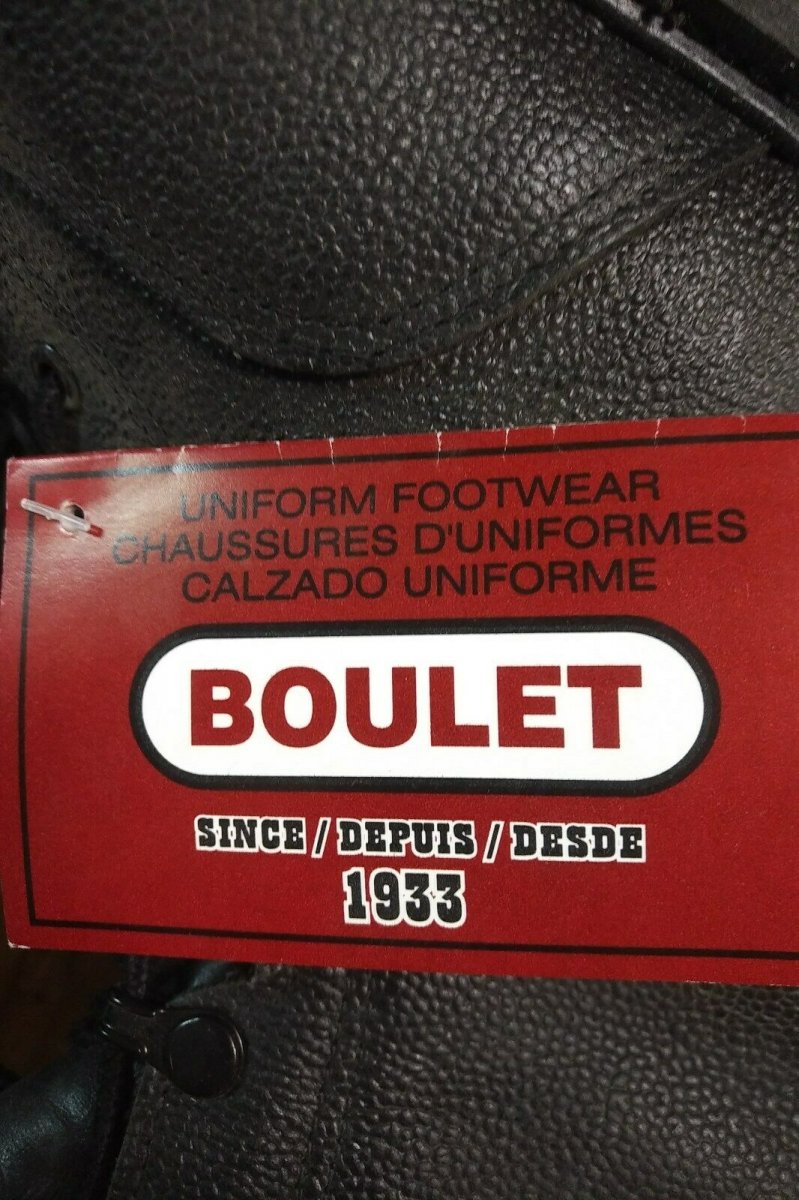 UNIFORM FOOTWEAR
CHAUSSURES D'UNIFORMES
CALZADO UNIFORME
BOULET
SINCE / DEPUIS / DESDE
1933